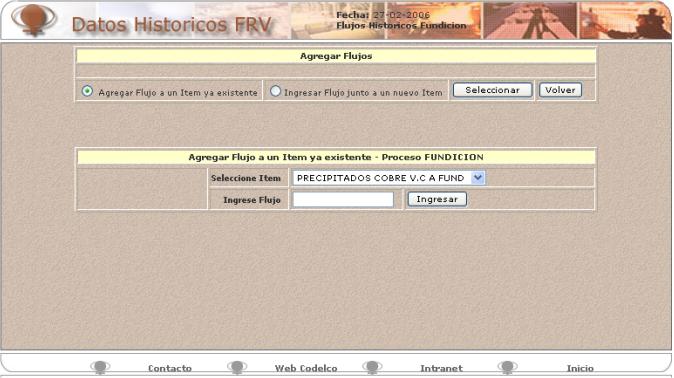 Datos Historicos FRV
Fecha: 27-02-2006
Flujos Historicos Fundicion
Agregar Flujos
Agregar Flujo a un Item ya existente
Ingresar Flujo junto a un nuevo Item
Seleccionar
Volver
Agregar Flujo a un Item ya existente - Proceso FUNDICION
Seleccione Item
PRECIPITADOS COBRE V.C A FUND
Ingrese Flujo
Ingresar
Contacto
Web Codelco
Intranet
Inicio